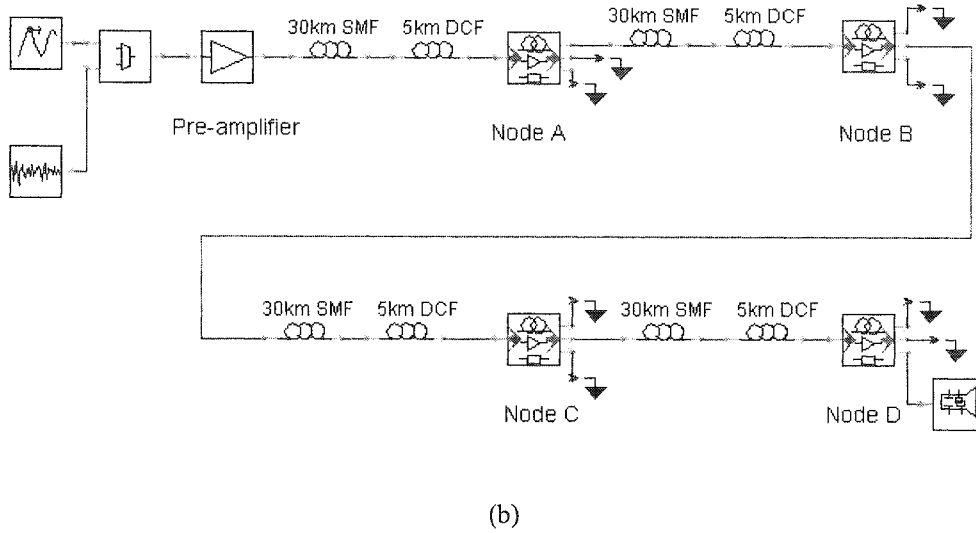 30km SMF 5km DCF 30km SMF 5km DCF
Pre-amplifier Node A Node B
30km SMF 5km DCF 30km SMF 5km DCF
Node C Node D
(b)